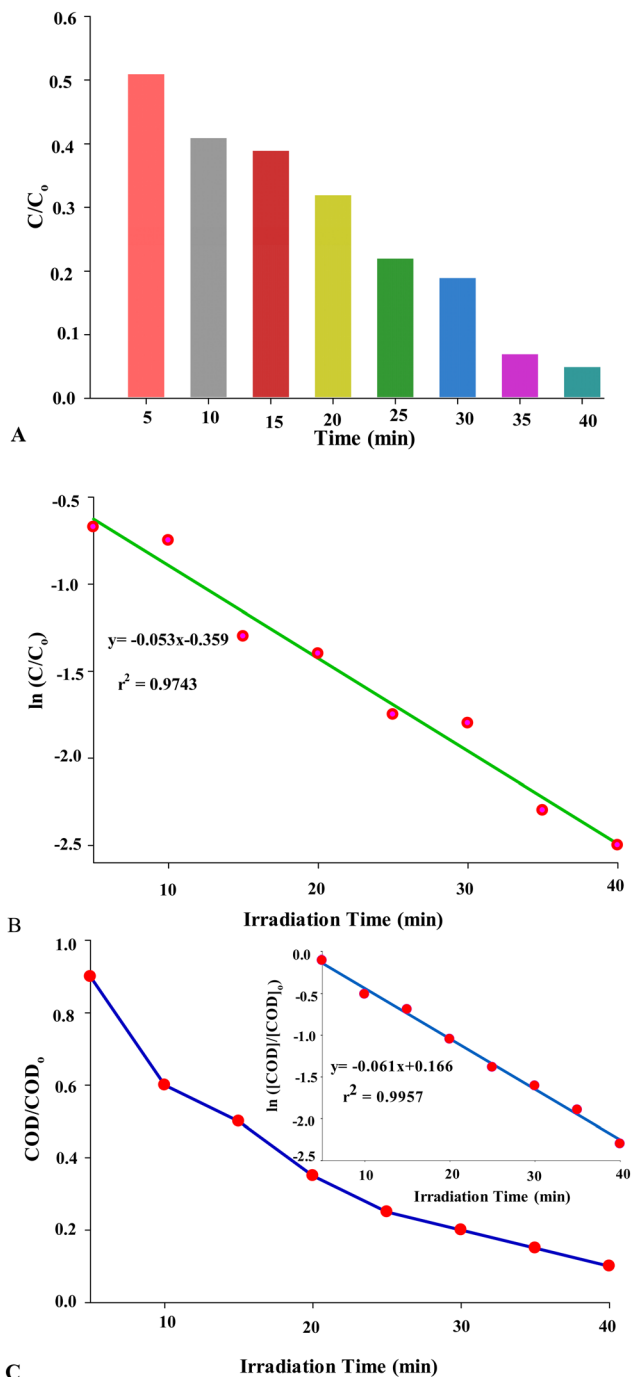 0.6
0.5
0.4
0.3
0.2
0.1
0.0
C/Co
5 10 15 20 25 30 35 40
Time (min)
A
-0.5
-1.0
-1.5
-2.0
-2.5
ln (C/Co)
y= -0.053x-0.359
r2 = 0.9743
10 20 30 40
Irradiation Time (min)
B
1.0
0.8
0.6
0.4
0.2
0.0
COD/CODo
0.0
-0.5
-1.0
-1.5
-2.0
-2.5
ln ([COD]/[COD]o)
y= -0.061x+0.166
r2 = 0.9957
10 20 30 40
Irradiation Time (min)
10 20 30 40
Irradiation Time (min)
C